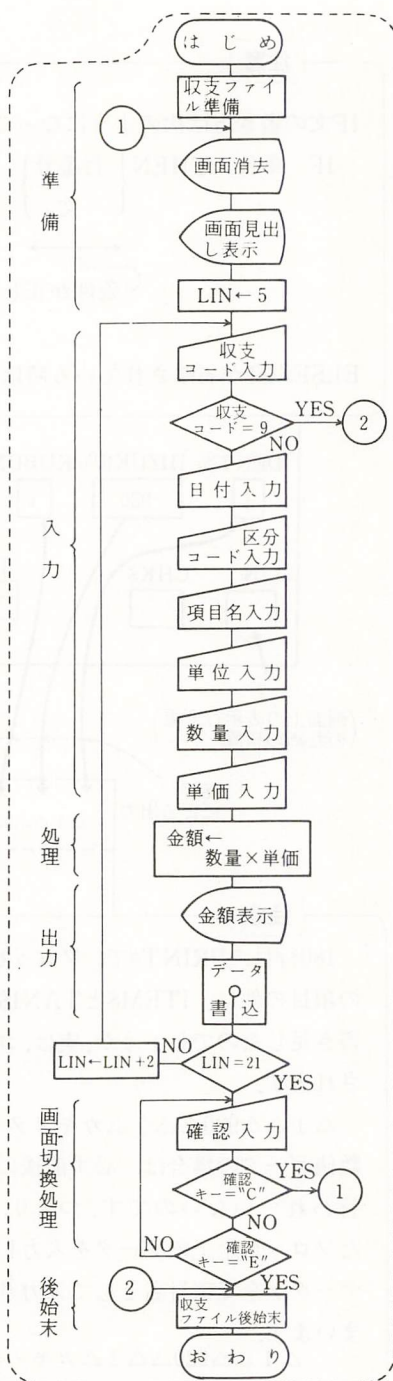 はじめ
収支ファイ
ル準備
1
画面消去
準備
画面見出
し表示
LIN←5
収支
コード入力
収支
コード=9
YES
2
NO
日付入力
区分
コード入力
入力
項目名入力
単位入力
数量入力
単価入力
処理
金額←
数量×単価
出力
金額表示
データ
書込
LIN←LIN+2
NO
LIN=21
YES
画面切換処理
確認入力
確認
キー="C"
YES
1
NO
確認
キー="E"
NO
YES
2
後始末
収支
ファイル後始末
おわり